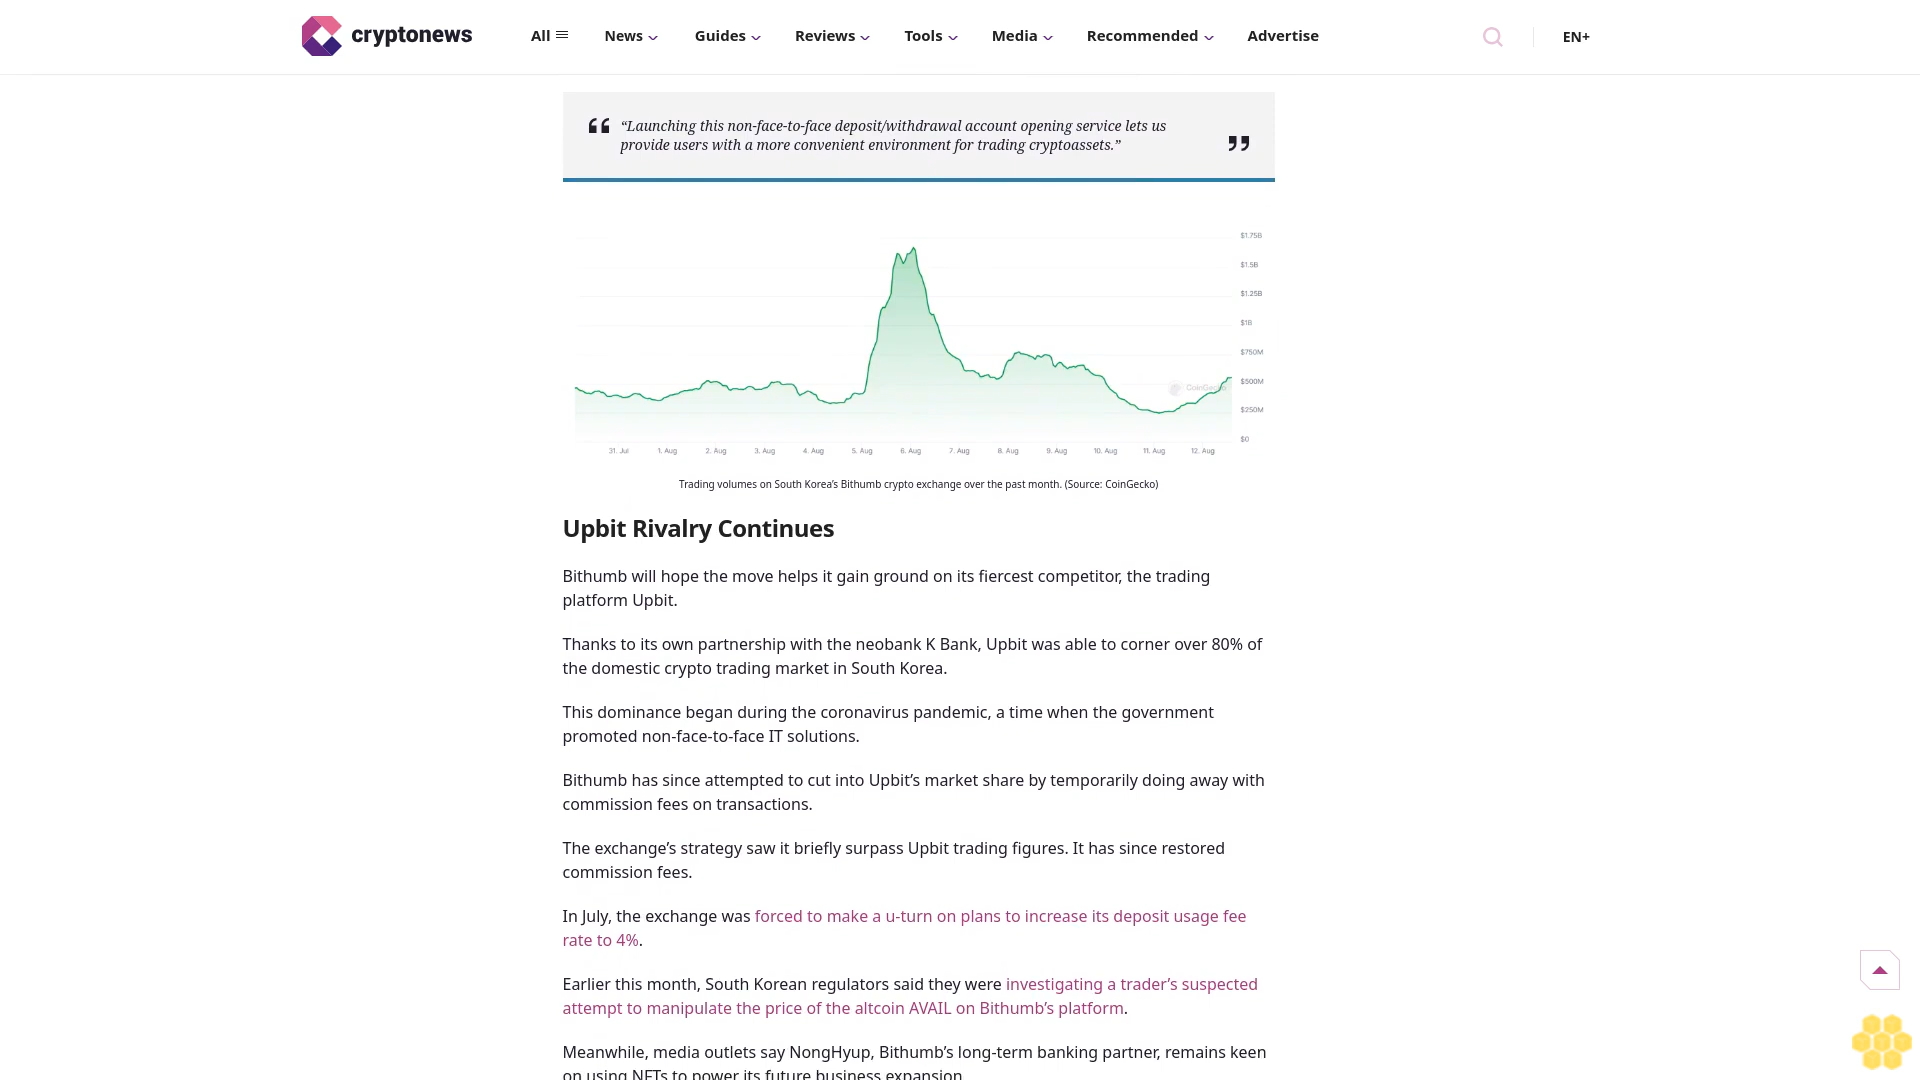 cryptonews
All
News
Guides
Reviews
Tools
Media
Recommended
Advertise
EN+
“Launching this non-face-to-face deposit/withdrawal account opening service lets us
provide users with a more convenient environment for trading cryptoassets.”
$1.75B
$1.5B
$1.25B
$1B
$750M
$500M
$250M
$0
CoinGecko
31. Jul 1. Aug 2. Aug 3. Aug 4. Aug 5. Aug 6. Aug 7. Aug 8. Aug 9. Aug 10. Aug 11. Aug 12. Aug
Trading volumes on South Korea’s Bithumb crypto exchange over the past month. (Source: CoinGecko)
Upbit Rivalry Continues
Bithumb will hope the move helps it gain ground on its fiercest competitor, the trading
platform Upbit.
Thanks to its own partnership with the neobank K Bank, Upbit was able to corner over 80% of
the domestic crypto trading market in South Korea.
This dominance began during the coronavirus pandemic, a time when the government
promoted non-face-to-face IT solutions.
Bithumb has since attempted to cut into Upbit’s market share by temporarily doing away with
commission fees on transactions.
The exchange’s strategy saw it briefly surpass Upbit trading figures. It has since restored
commission fees.
In July, the exchange was forced to make a u-turn on plans to increase its deposit usage fee
rate to 4%.
Earlier this month, South Korean regulators said they were investigating a trader’s suspected
attempt to manipulate the price of the altcoin AVAIL on Bithumb’s platform.
Meanwhile, media outlets say NongHyup, Bithumb’s long-term banking partner, remains keen
on using NFTs to power its future business expansion.